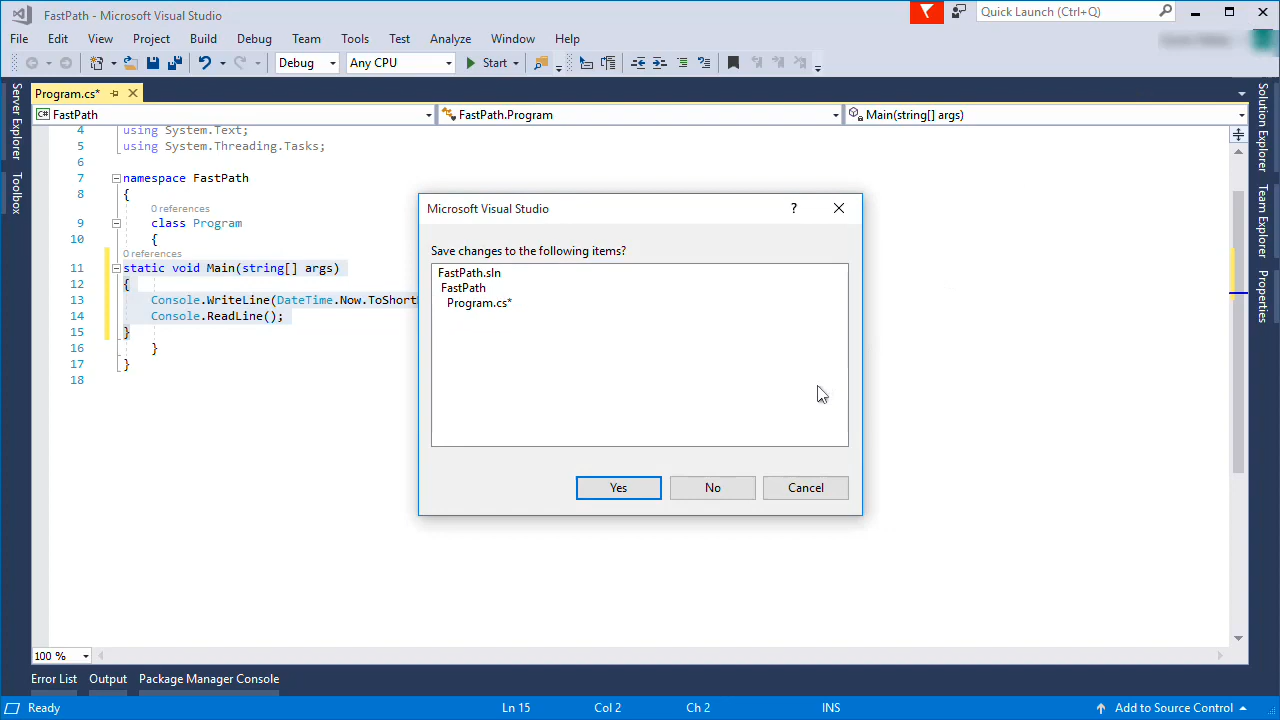 FastPath - Microsoft Visual Studio
Quick Launch (Ctrl+Q)
File Edit View Project Build Debug Team Tools Test Analyze Window Help
Debug Any CPU Start
Program.cs*
FastPath FastPath.Program Main(string[] args)
Server Explorer
Toolbox
4 using System.Text;
5 using System.Threading.Tasks;
6
7 namespace FastPath
8 {
0 references
9 class Program
10 {
0 references
11 static void Main(string[] args)
12 {
13 Console.WriteLine(DateTime.Now.ToShort
14 Console.ReadLine();
15 }
16 }
17 }
18
Microsoft Visual Studio ?
Save changes to the following items?
FastPath.sln
FastPath
Program.cs*
Yes No Cancel
Solution Explorer
Team Explorer
Properties
100 %
Error List Output Package Manager Console
Ready Ln 15 Col 2 Ch 2 INS Add to Source Control